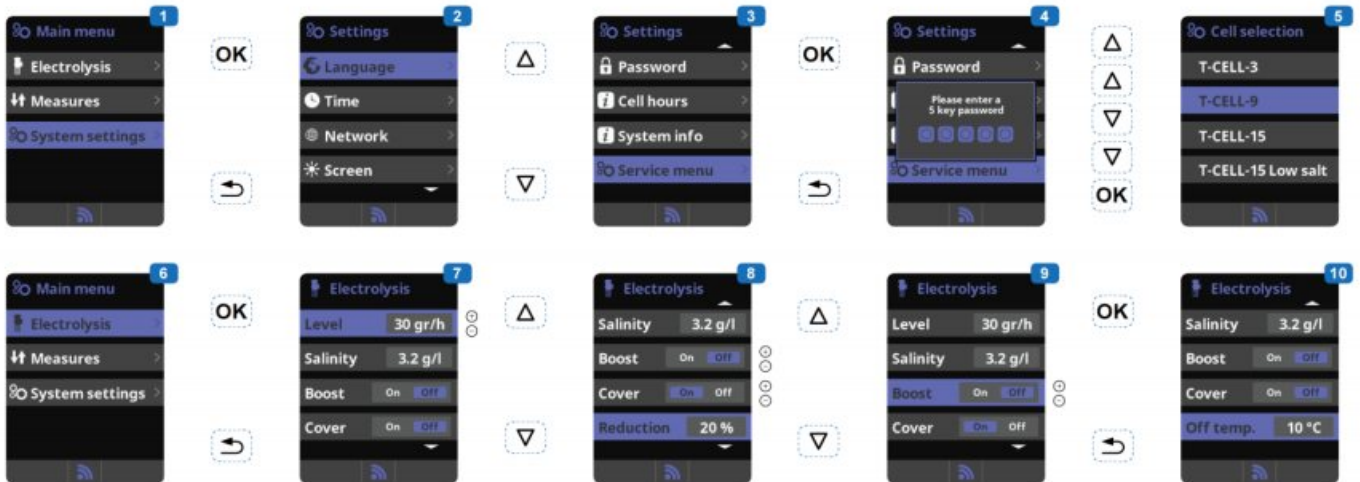 1
Main menu
Electrolysis
Measures
System settings
OK
2
Settings
Language
Time
Network
Screen
3
Settings
Password
Cell hours
System info
Service menu
OK
4
Settings
Password
Please enter a
5 key password
Service menu
OK
5
Cell selection
T-CELL-3
T-CELL-9
T-CELL-15
T-CELL-15 Low salt
6
Main menu
Electrolysis
Measures
System settings
OK
7
Electrolysis
Level 30 gr/h
Salinity 3.2 g/l
Boost On Off
Cover On Off
8
Electrolysis
Salinity 3.2 g/l
Boost On Off
Cover On Off
Reduction 20 %
9
Electrolysis
Level 30 gr/h
Salinity 3.2 g/l
Boost On Off
Cover On Off
OK
10
Electrolysis
Salinity 3.2 g/l
Boost On Off
Cover On Off
Off temp. 10 °C